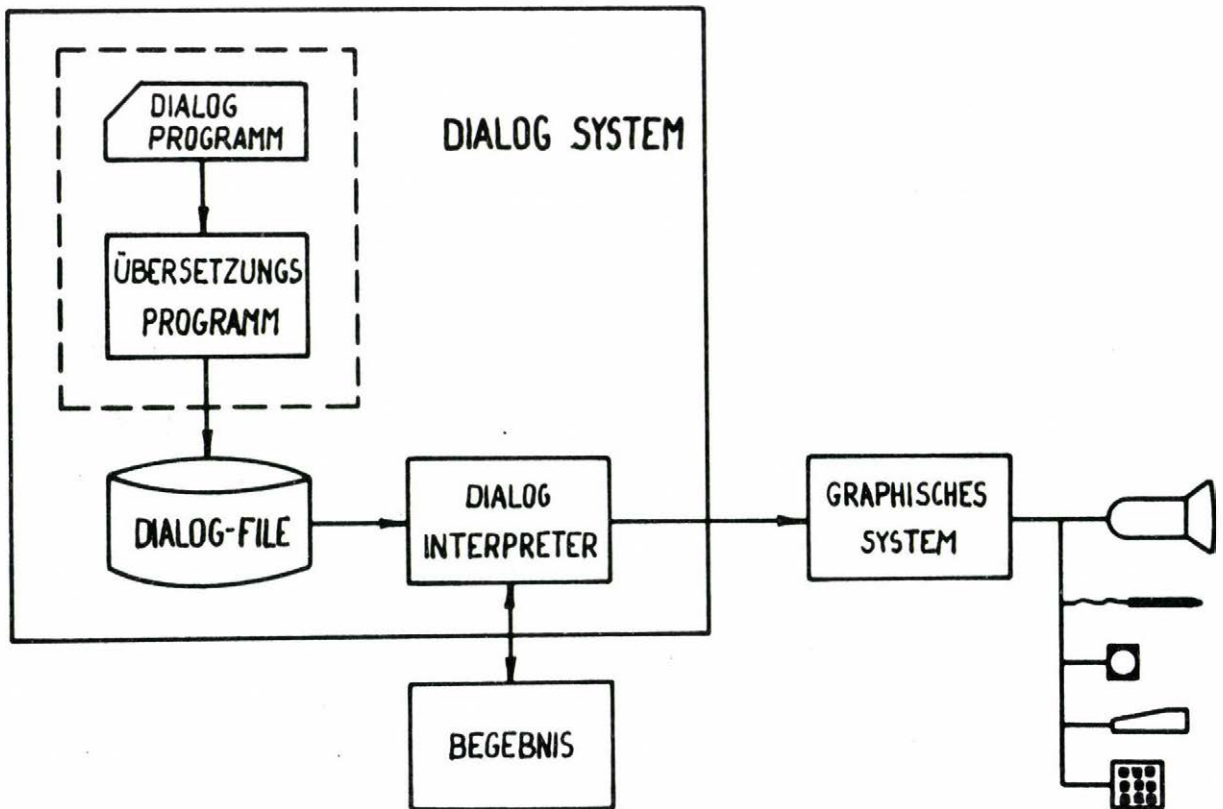 DIALOG
PROGRAMM
DIALOG SYSTEM
ÜBERSETZUNGS
PROGRAMM
DIALOG-FILE
DIALOG
INTERPRETER
GRAPHISCHES
SYSTEM
BEGEBNIS